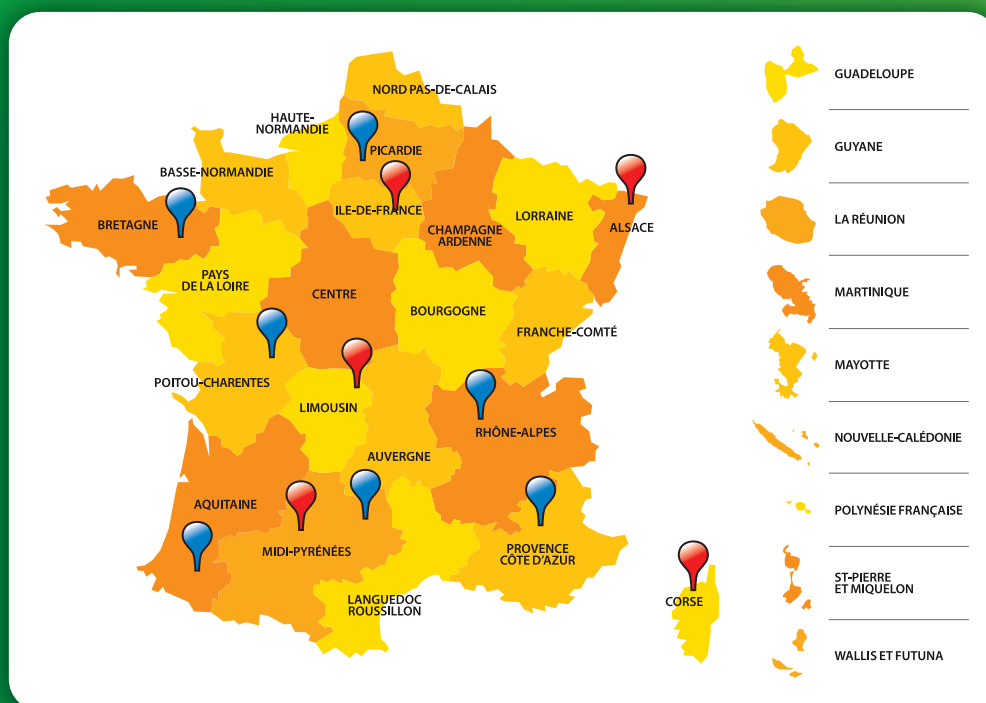 NORD PAS-DE-CALAIS
HAUTE-
NORMANDIE
PICARDIE
BASSE-NORMANDIE
ILE-DE-FRANCE
BRETAGNE
CHAMPAGNE
ARDENNE
LORRAINE
ALSACE
PAYS
DE LA LOIRE
CENTRE
BOURGOGNE
FRANCHE-COMTÉ
POITOU-CHARENTES
LIMOUSIN
RHÔNE-ALPES
AUVERGNE
AQUITAINE
MIDI-PYRÉNÉES
PROVENCE
CÔTE D'AZUR
LANGUEDOC
ROUSSILLON
CORSE
GUADELOUPE
GUYANE
LA RÉUNION
MARTINIQUE
MAYOTTE
NOUVELLE-CALÉDONIE
POLYNÉSIE FRANÇAISE
ST-PIERRE
ET MIQUELON
WALLIS ET FUTUNA